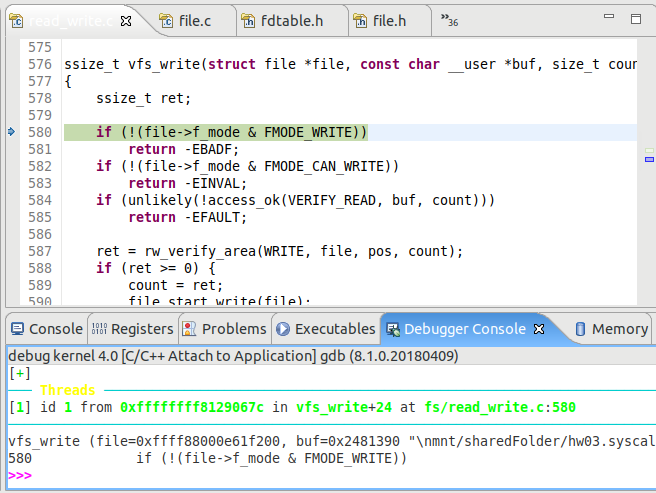 read_write.c
file.c
fdtable.h
file.h
»36
575
576 ssize_t vfs_write(struct file *file, const char __user *buf, size_t coun
577 {
578 ssize_t ret;
579
580 if (!(file->f_mode & FMODE_WRITE))
581 return -EBADF;
582 if (!(file->f_mode & FMODE_CAN_WRITE))
583 return -EINVAL;
584 if (unlikely(!access_ok(VERIFY_READ, buf, count)))
585 return -EFAULT;
586
587 ret = rw_verify_area(WRITE, file, pos, count);
588 if (ret >= 0) {
589 count = ret;
590 file_start_write(file);
Console
Registers
Problems
Executables
Debugger Console
Memory
debug kernel 4.0 [C/C++ Attach to Application] gdb (8.1.0.20180409)
[+]
Threads
[1] id 1 from 0xffffffff8129067c in vfs_write+24 at fs/read_write.c:580
vfs_write (file=0xffff88000e61f200, buf=0x2481390 "\nmnt/sharedFolder/hw03.syscal
580 if (!(file->f_mode & FMODE_WRITE))
>>>